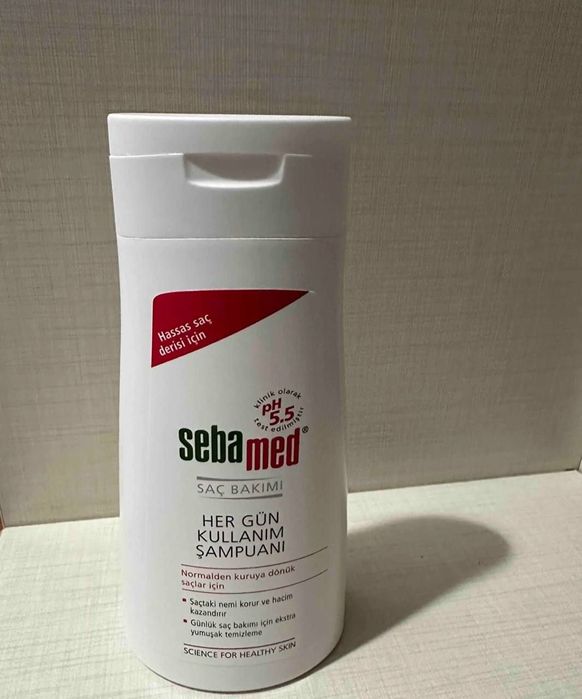 Hassas saç
derisi için
klinik olarak
pH
5.5
test edilmiştir
sebamed®
SAÇ BAKIMI
HER GÜN
KULLANIM
ŞAMPUANI
Normalden kuruya dönük
saçlar için
▪ Saçtaki nemi korur ve hacim
kazandırır
▪ Günlük saç bakımı için ekstra
yumuşak temizleme
SCIENCE FOR HEALTHY SKIN